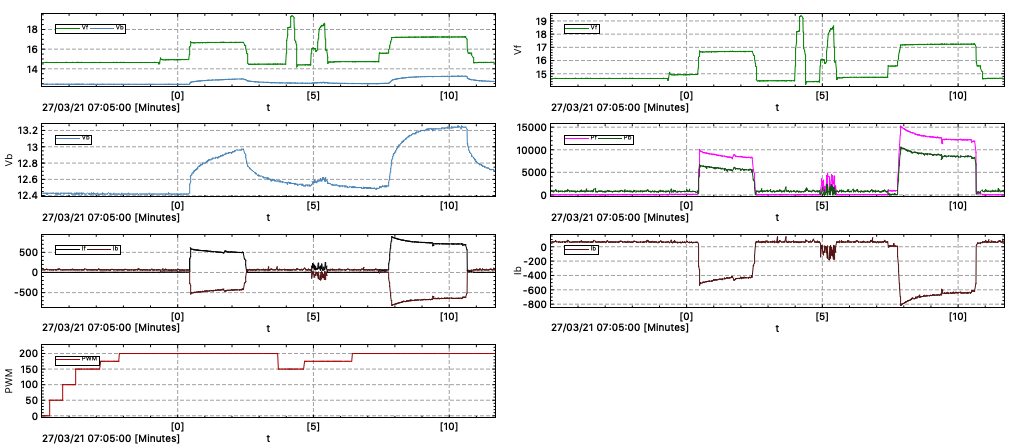 18
16
14
Vf Vb
[0] [5] [10]
27/03/21 07:05:00 [Minutes] t
Vf
19
18
17
16
15
Vf
[0] [5] [10]
27/03/21 07:05:00 [Minutes] t
Vb
13.2
13
12.8
12.6
12.4
Vb
[0] [5] [10]
27/03/21 07:05:00 [Minutes] t
15000
10000
5000
0
Pf Pb
[0] [5] [10]
27/03/21 07:05:00 [Minutes] t
500
0
-500
If Ib
[0] [5] [10]
27/03/21 07:05:00 [Minutes] t
Ib
0
-200
-400
-600
-800
Ib
[0] [5] [10]
27/03/21 07:05:00 [Minutes] t
PWM
200
150
100
50
0
PWM
[0] [5] [10]
27/03/21 07:05:00 [Minutes] t